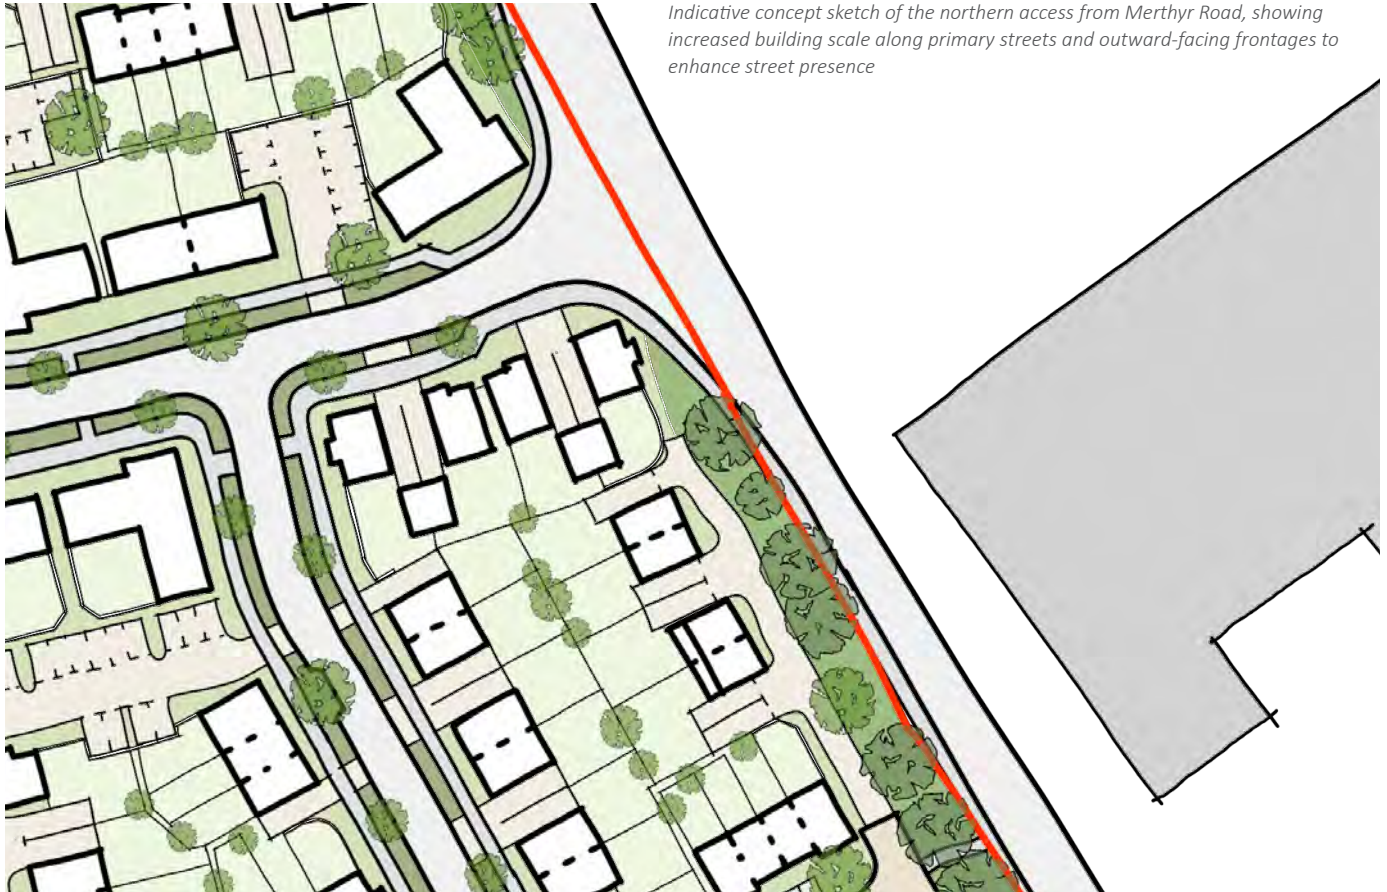 Indicative concept sketch of the northern access from Merthyr Road, showing
increased building scale along primary streets and outward-facing frontages to
enhance street presence